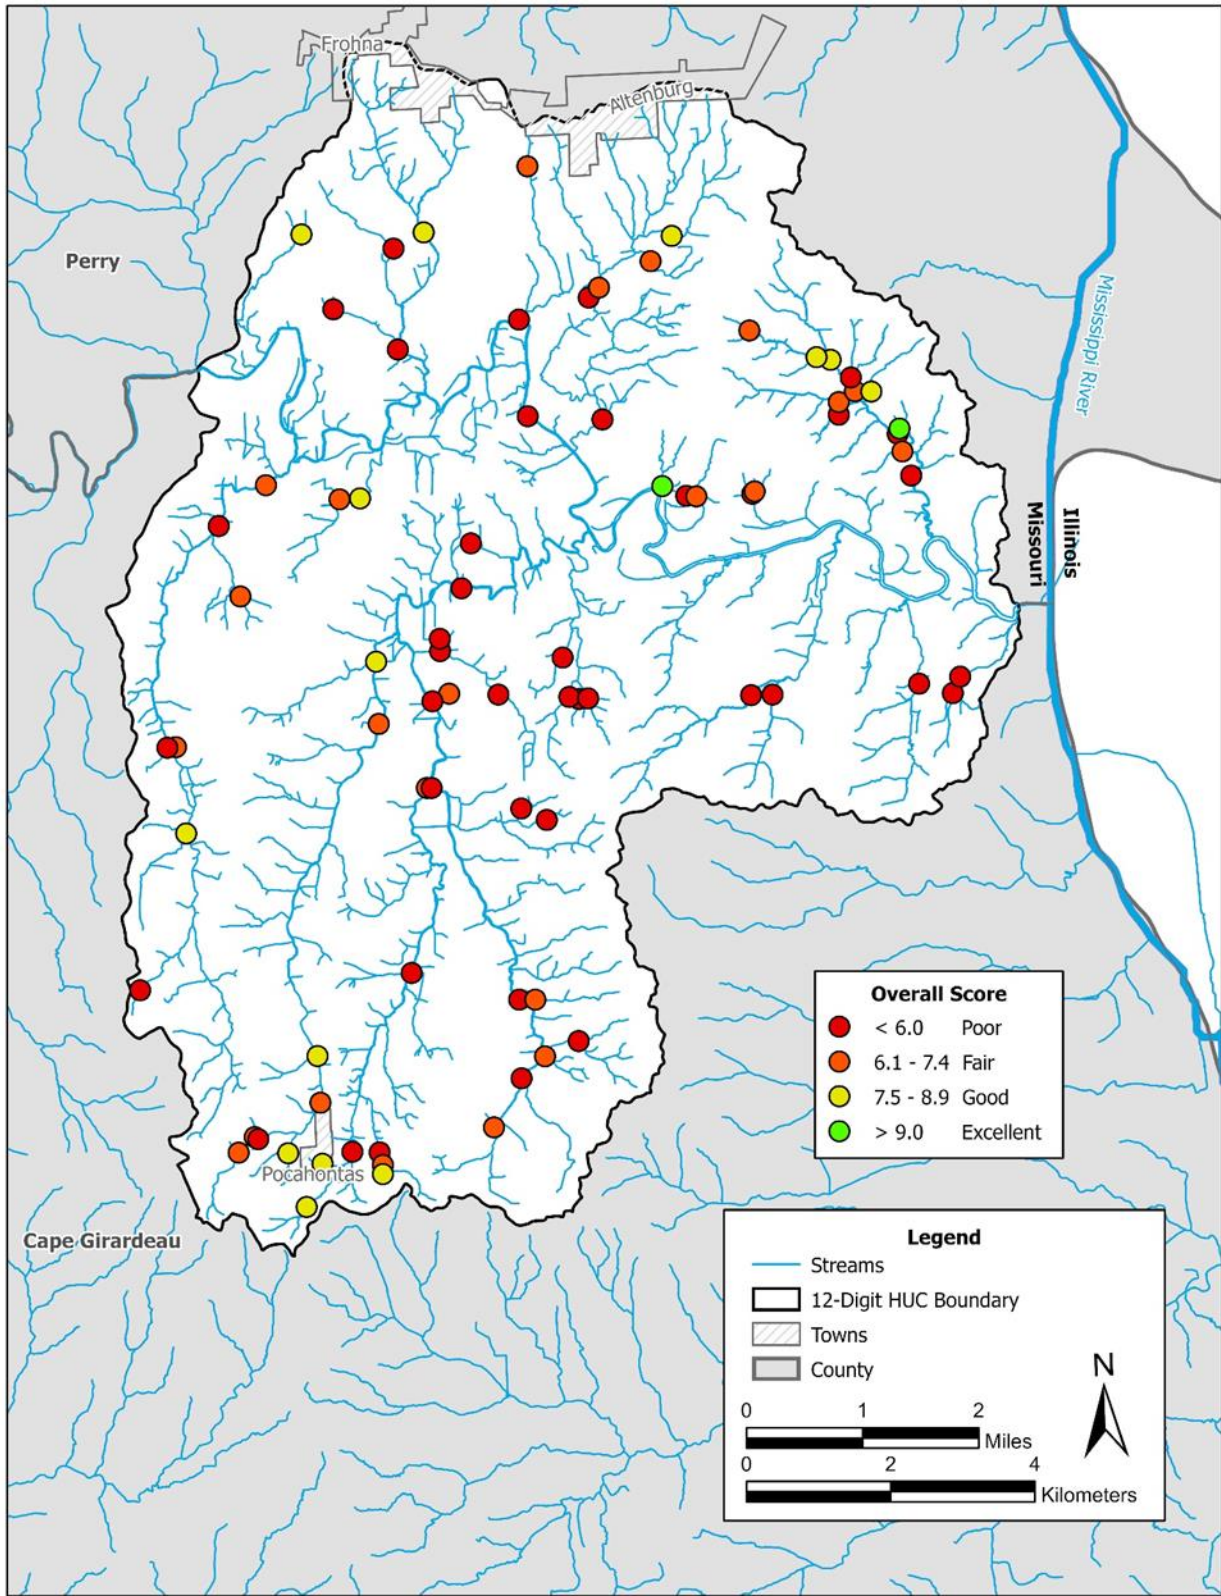 Frohna
Altenburg
Perry
Mississippi River
Illinois
Missouri
Overall Score
< 6.0 Poor
6.1 - 7.4 Fair
7.5 - 8.9 Good
> 9.0 Excellent
Pocahontas
Cape Girardeau
Legend
Streams
12-Digit HUC Boundary
Towns
County
N
0 1 2
Miles
0 2 4
Kilometers